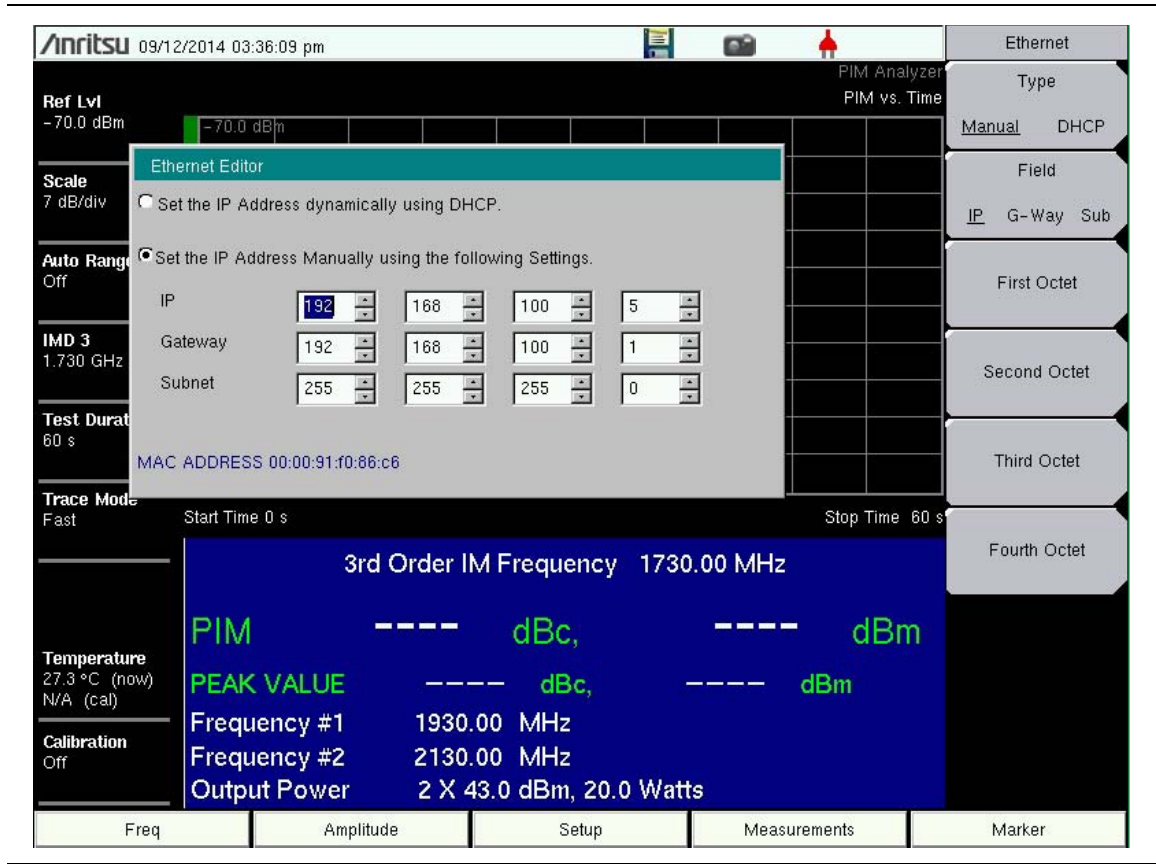 Anritsu 09/12/2014 03:36:09 pm
Ref Lvl
-70.0 dBm
Scale
7 dB/div
Auto Range
Off
IMD 3
1.730 GHz
Test Durat
60 s
Trace Mode
Fast
Temperature
27.3 °C (now)
N/A (cal)
Calibration
Off
PIM Analyzer
PIM vs. Time
-70.0 dBm
Ethernet Editor
Set the IP Address dynamically using DHCP.
Set the IP Address Manually using the following Settings.
IP 192 168 100 5
Gateway 192 168 100 1
Subnet 255 255 255 0
MAC ADDRESS 00:00:91:f0:86:c6
Start Time 0 s Stop Time 60 s
3rd Order IM Frequency 1730.00 MHz
PIM ---- dBc, ---- dBm
PEAK VALUE ---- dBc, ---- dBm
Frequency #1 1930.00 MHz
Frequency #2 2130.00 MHz
Output Power 2 X 43.0 dBm, 20.0 Watts
Ethernet
Type
Manual DHCP
Field
IP G-Way Sub
First Octet
Second Octet
Third Octet
Fourth Octet
Freq Amplitude Setup Measurements Marker